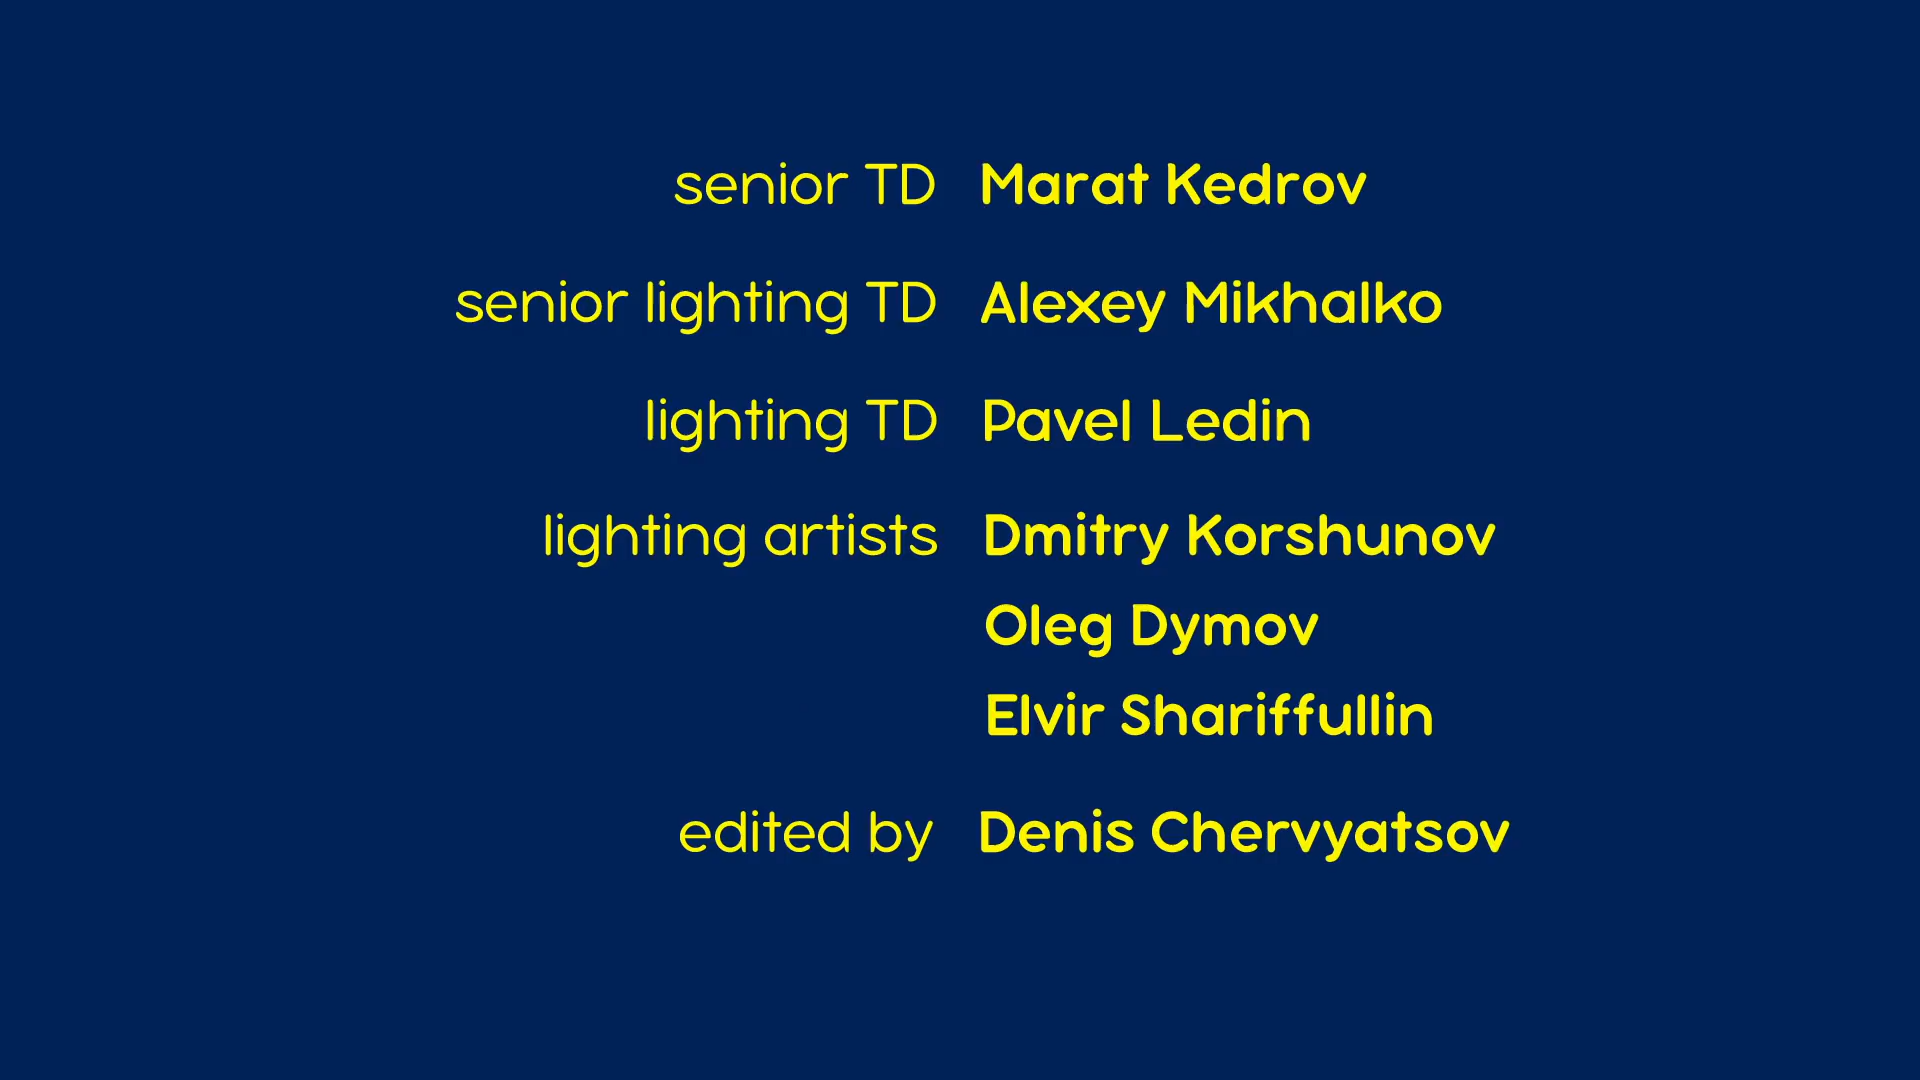 senior TD Marat Kedrov
senior lighting TD Alexey Mikhalko
lighting TD Pavel Ledin
lighting artists Dmitry Korshunov
Oleg Dymov
Elvir Shariffullin
edited by Denis Chervyatsov